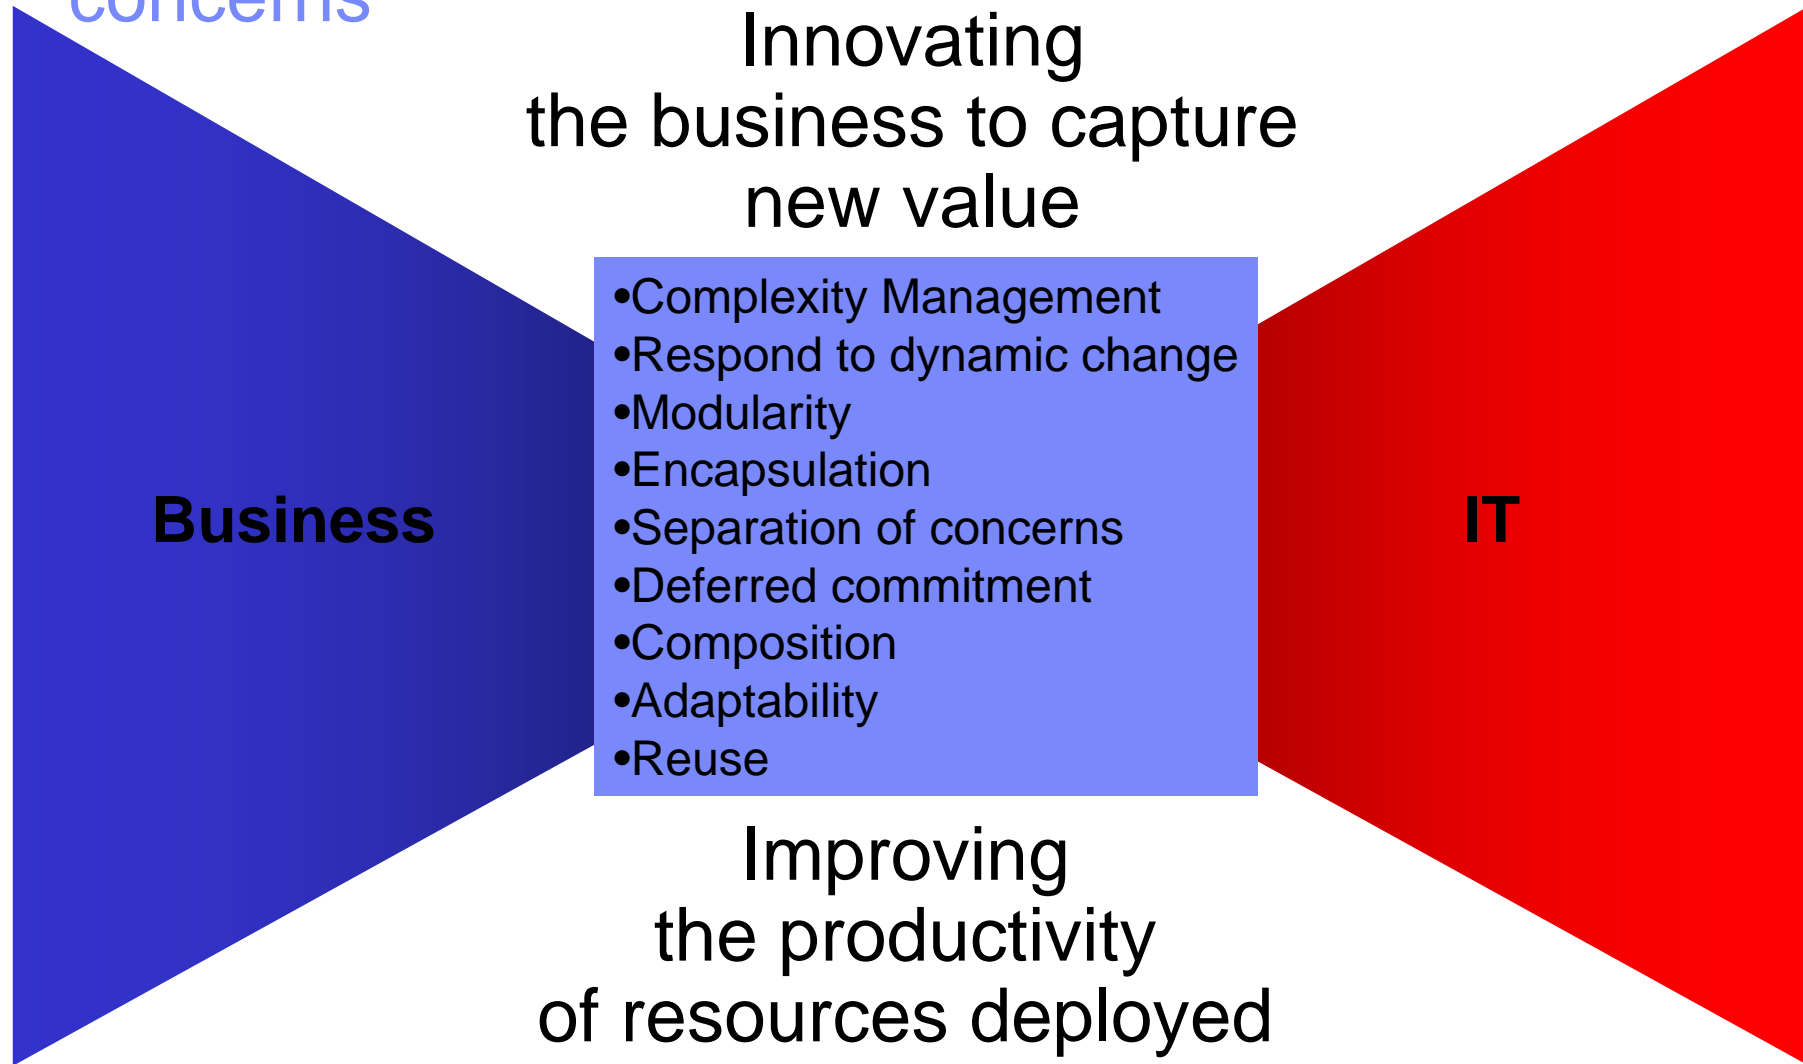 concerns
Innovating
the business to capture
new value
•Complexity Management
•Respond to dynamic change
•Modularity
•Encapsulation
•Separation of concerns
•Deferred commitment
•Composition
•Adaptability
•Reuse
Business
IT
Improving
the productivity
of resources deployed